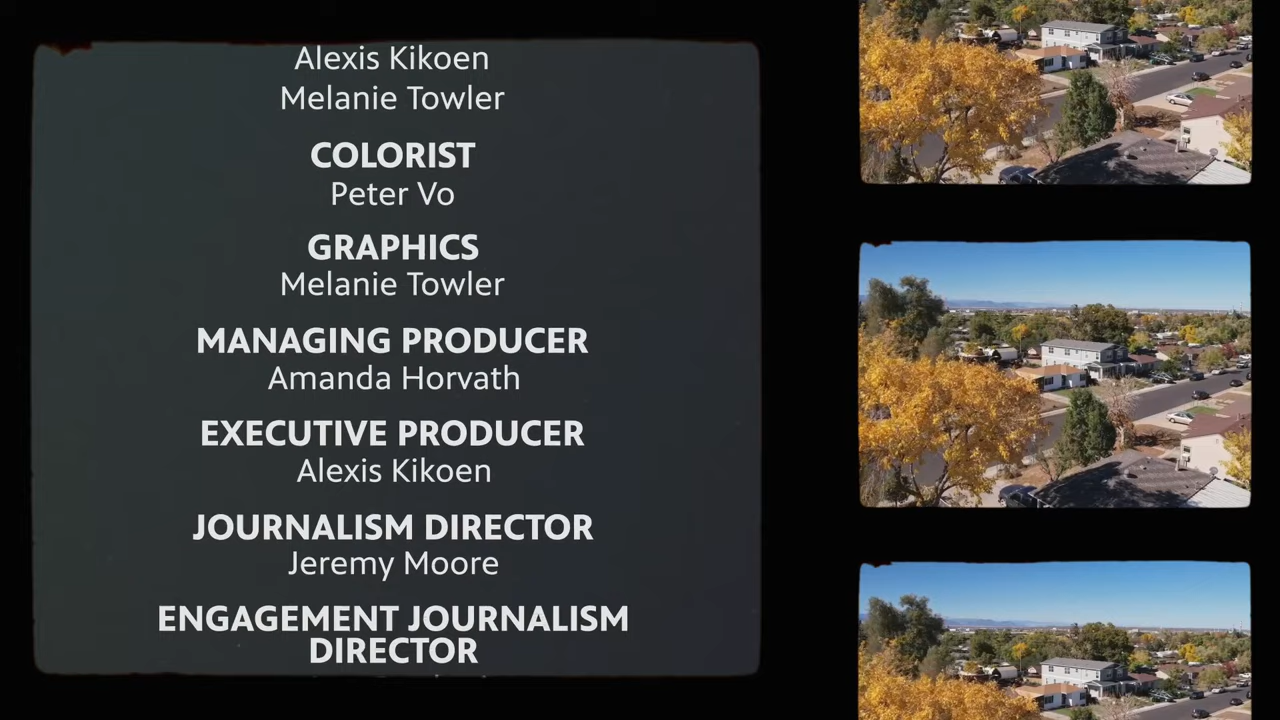 Alexis Kikoen
Melanie Towler
COLORIST
Peter Vo
GRAPHICS
Melanie Towler
MANAGING PRODUCER
Amanda Horvath
EXECUTIVE PRODUCER
Alexis Kikoen
JOURNALISM DIRECTOR
Jeremy Moore
ENGAGEMENT JOURNALISM
DIRECTOR